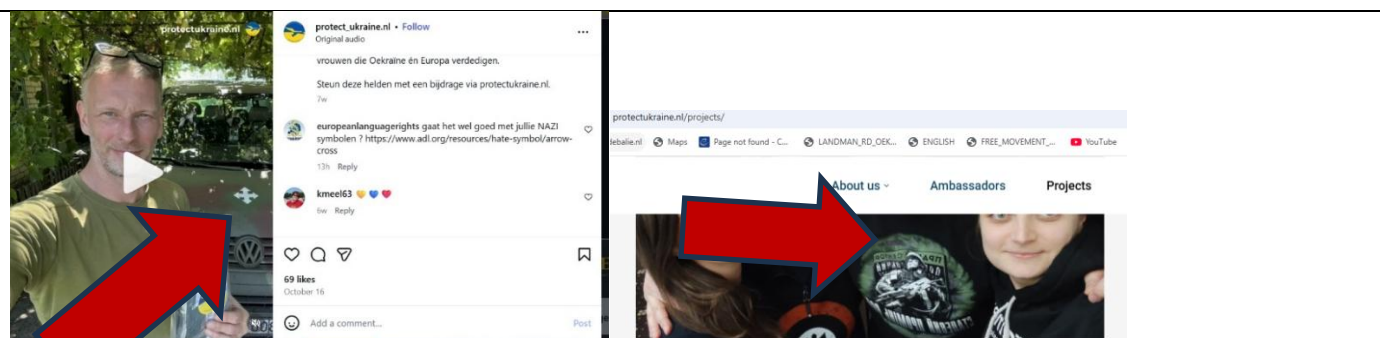 protectukraine.nl
protect_ukraine.nl • Follow
Original audio
vrouwen die Oekraïne én Europa verdedigen.
Steun deze helden met een bijdrage via protectukraine.nl.
7w
europeanlanguagerights gaat het wel goed met jullie NAZI
symbolen ? https://www.adl.org/resources/hate-symbol/arrow-
cross
13h Reply
kmeel63 💛 💙 ❤️
6w Reply
69 likes
October 16
Add a comment...
Post
protectukraine.nl/projects/
debalie.nl
Maps
Page not found - C...
LANDMAN_RD_OEK...
ENGLISH
FREE_MOVEMENT_...
YouTube
About us
Ambassadors
Projects